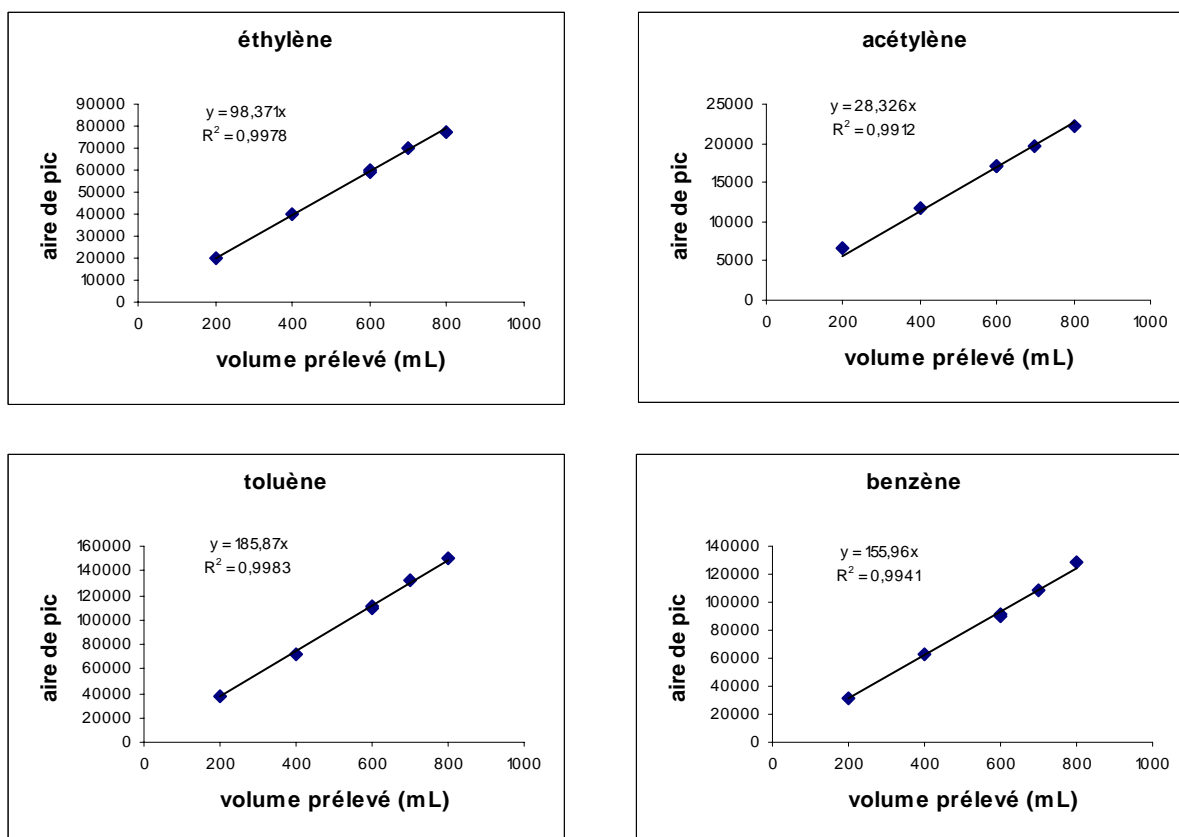 éthylène
y = 98,371x
R² = 0,9978
90000
80000
70000
60000
50000
40000
30000
20000
10000
0
0 200 400 600 800 1000
aire de pic
volume prélevé (mL)
acétylène
y = 28,326x
R² = 0,9912
25000
20000
15000
10000
5000
0
0 200 400 600 800 1000
aire de pic
volume prélevé (mL)
toluène
y = 185,87x
R² = 0,9983
160000
140000
120000
100000
80000
60000
40000
20000
0
0 200 400 600 800 1000
aire de pic
volume prélevé (mL)
benzène
y = 155,96x
R² = 0,9941
140000
120000
100000
80000
60000
40000
20000
0
0 200 400 600 800 1000
aire de pic
volume prélevé (mL)